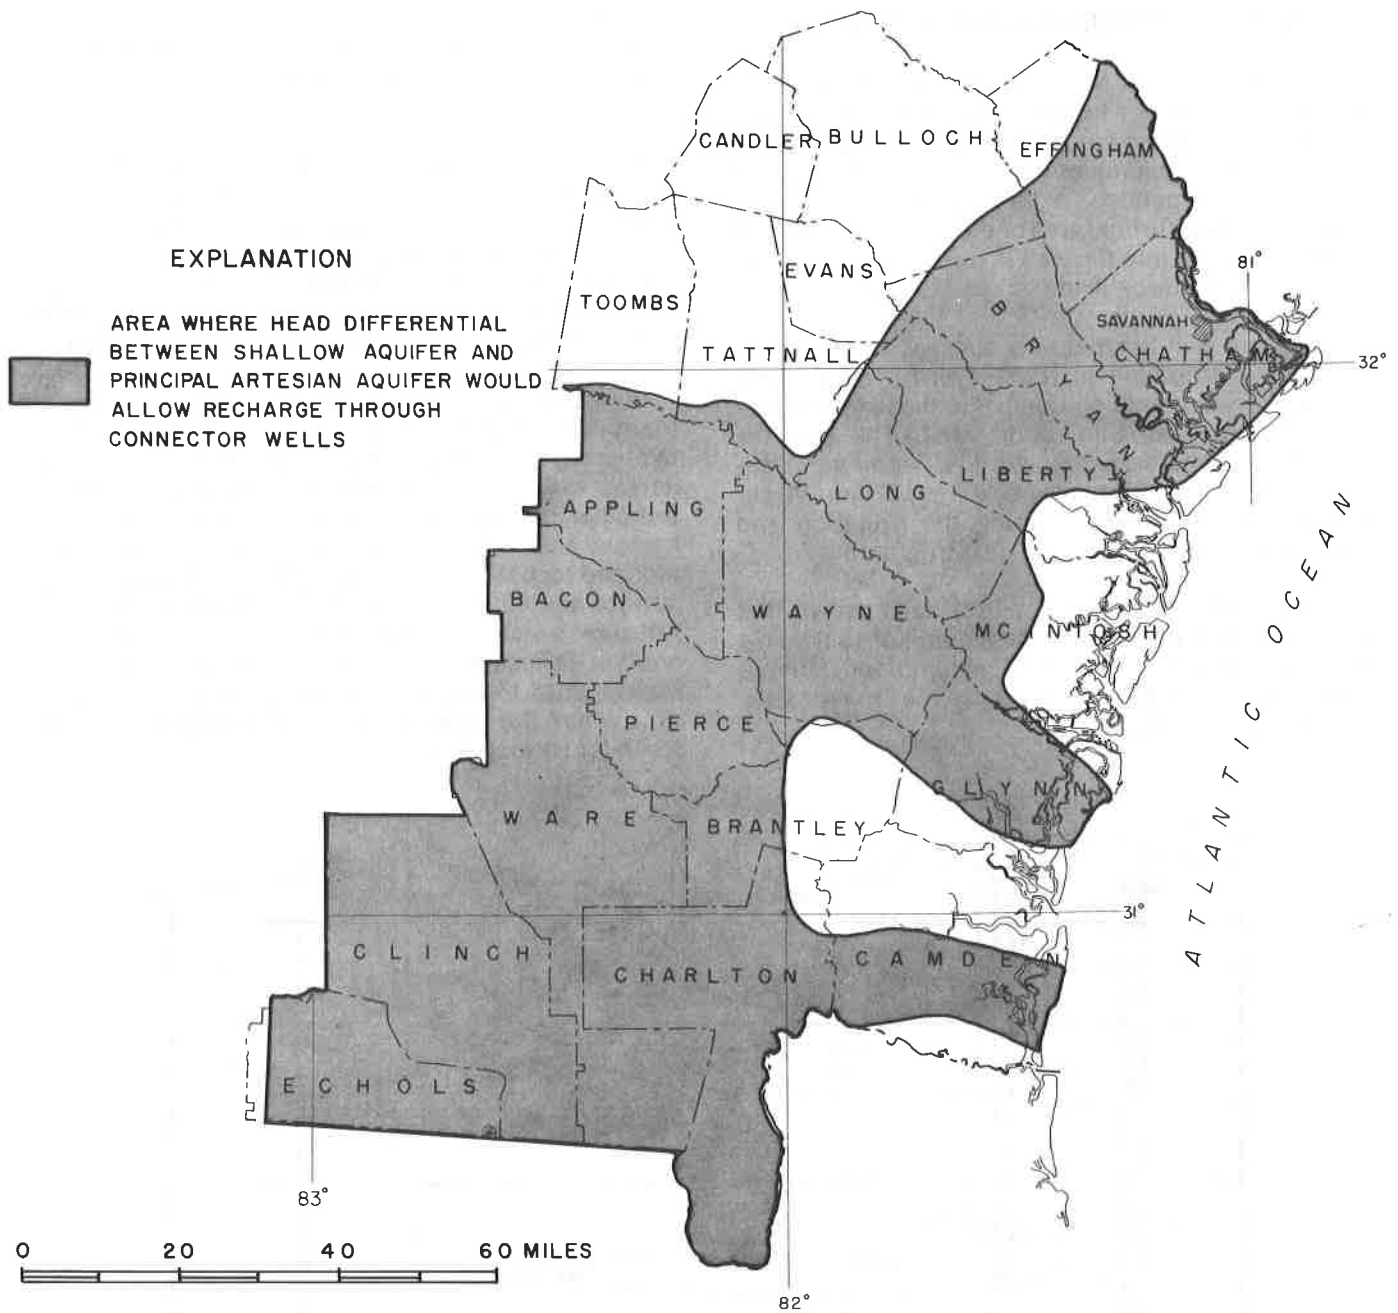 CANDLER
BULLOCH
EFFINGHAM
EXPLANATION
AREA WHERE HEAD DIFFERENTIAL
BETWEEN SHALLOW AQUIFER AND
PRINCIPAL ARTESIAN AQUIFER WOULD
ALLOW RECHARGE THROUGH
CONNECTOR WELLS
TOOMBS
EVANS
TATTNALL
BRYAN
81°
SAVANNAH
CHATHAM
32°
LIBERTY
LONG
APPLING
BACON
WAYNE
MC INTOSH
ATLANTIC OCEAN
PIERCE
GLYNN
WARE
BRANTLEY
31°
CLINCH
CHARLTON
CAMDEN
ECHOLS
83°
82°
0 20 40 60 MILES